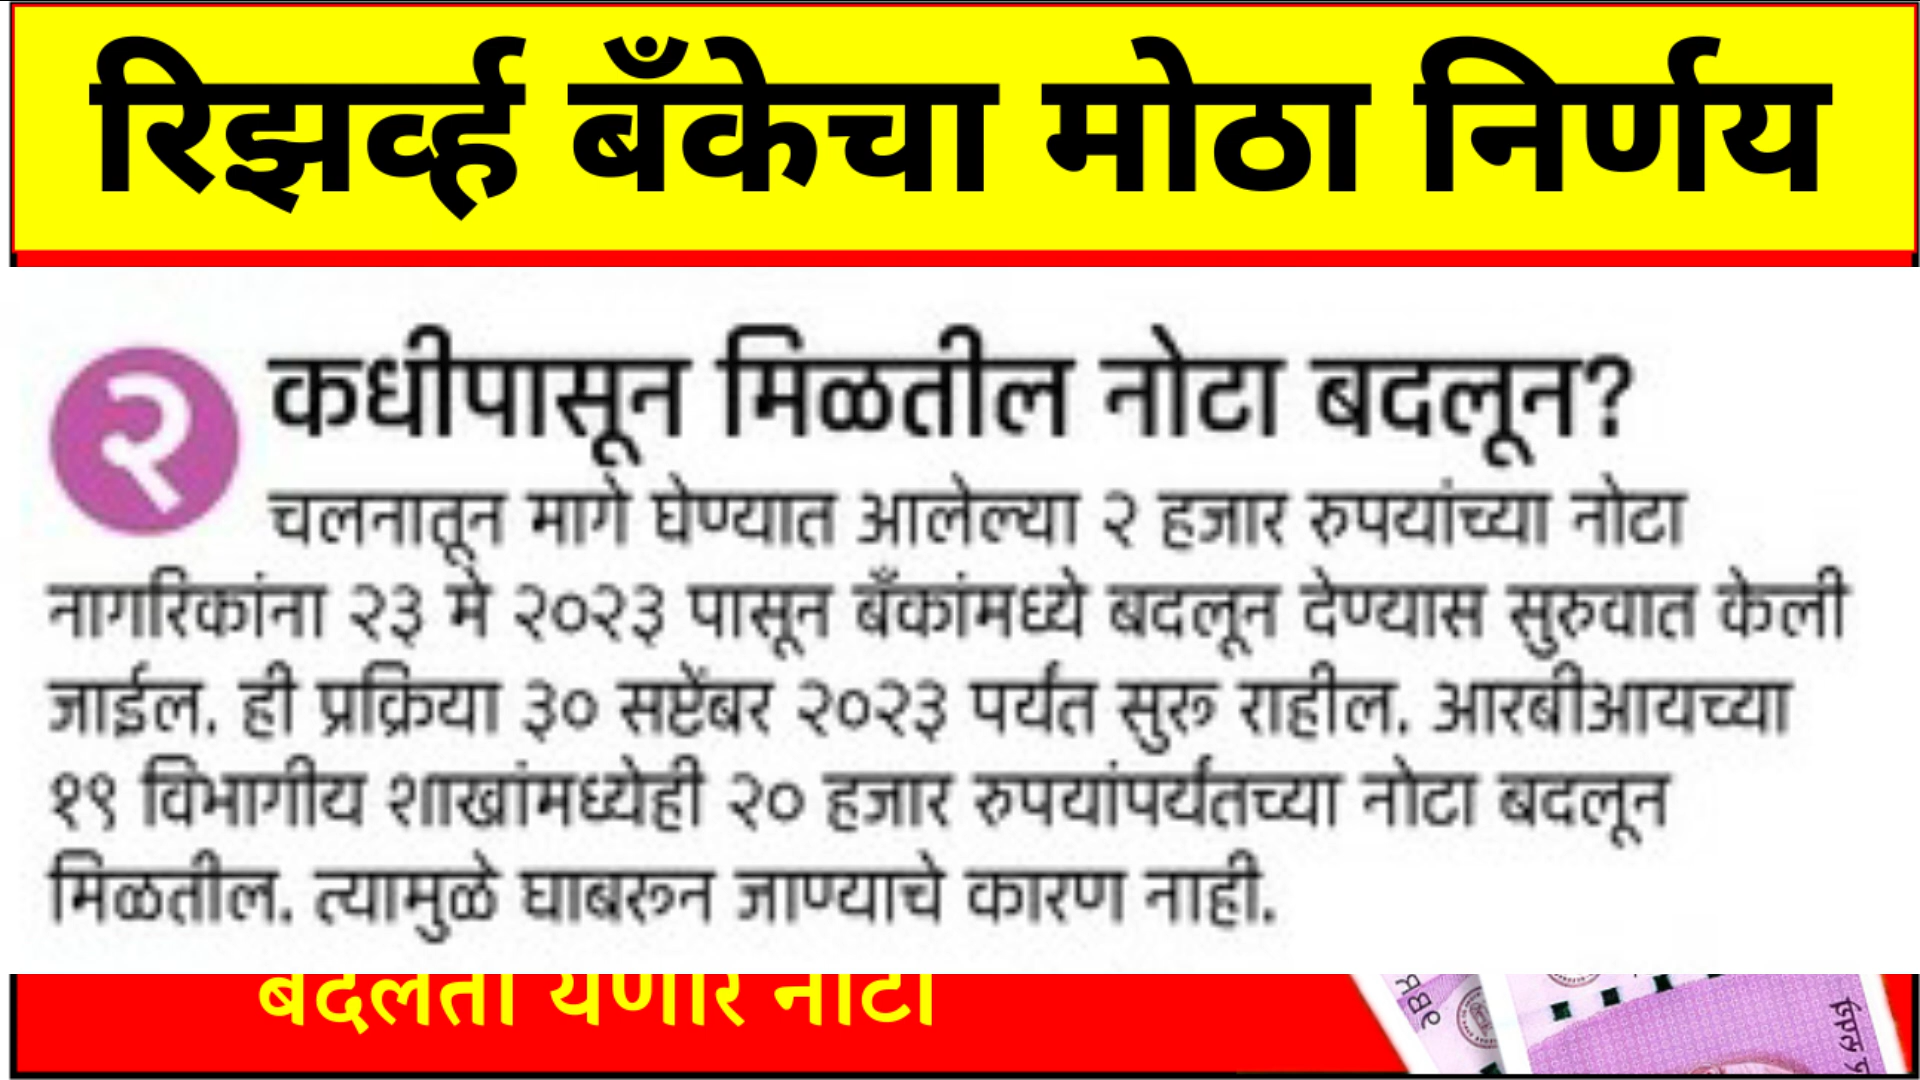 रिझर्व्ह बँकेचा मोठा निर्णय
२
कधीपासून मिळतील नोटा बदलून?
चलनातून मागे घेण्यात आलेल्या २ हजार रुपयांच्या नोटा
नागरिकांना २३ मे २०२३ पासून बँकांमध्ये बदलून देण्यास सुरुवात केली
जाईल. ही प्रक्रिया ३० सप्टेंबर २०२३ पर्यंत सुरू राहील. आरबीआयच्या
१९ विभागीय शाखांमध्येही २० हजार रुपयांपर्यंतच्या नोटा बदलून
मिळतील. त्यामुळे घाबरून जाण्याचे कारण नाही.
बदलता येणार नोटा